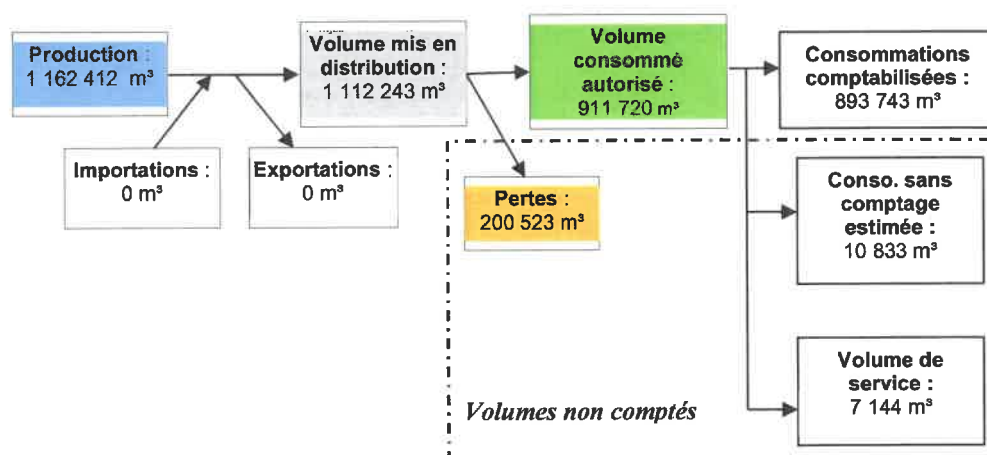 Production :
1 162 412 m³
Volume mis en
distribution :
1 112 243 m³
Volume
consommé
autorisé :
911 720 m³
Consommations
comptabilisées :
893 743 m³
Importations :
0 m³
Exportations :
0 m³
Pertes :
200 523 m³
Conso. sans
comptage
estimée :
10 833 m³
Volume de
service :
7 144 m³
Volumes non comptés